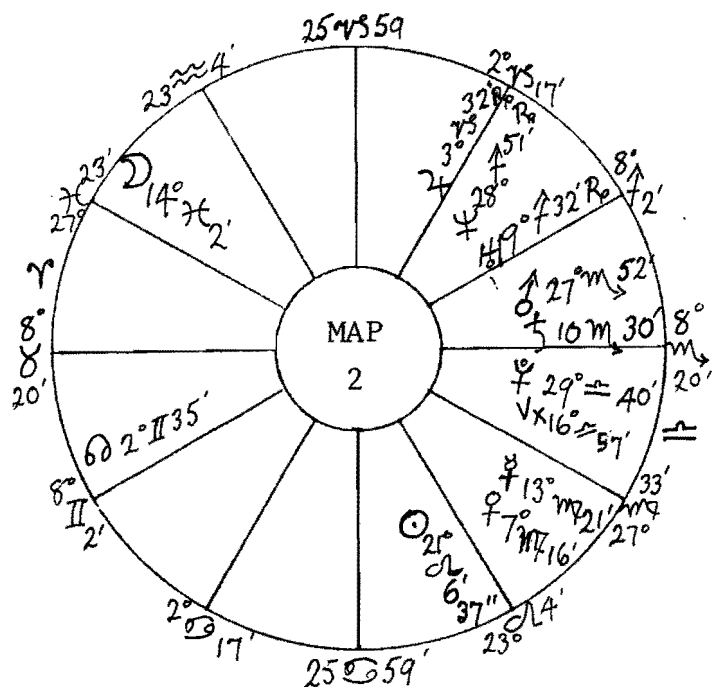 25 ♑ 59
2° ♑ 17'
23 ♒ 4'
♃ 3° ♑ 32' R
♆ 28° ♐ 51' R
8° ♐ 2'
♅ 19° ♐ 32' R
27° ♓ 23'
☽ 14° ♓ 2'
♈
♂ 27° ♏ 52'
♄ 10 ♏ 30'
8° ♉ 20'
MAP
2
8° ♏ 20'
29° ♎ 40'
Vx 16° ♎ 57'
♎
☊ 2° ♊ 35'
8° ♊ 2'
☿ 13° ♍ 21'
♀ 7° ♍ 16'
27° ♍ 33'
☉ 21° ♌ 6' 37"
2° ♋ 17'
23° ♌ 4'
25 ♋ 59'